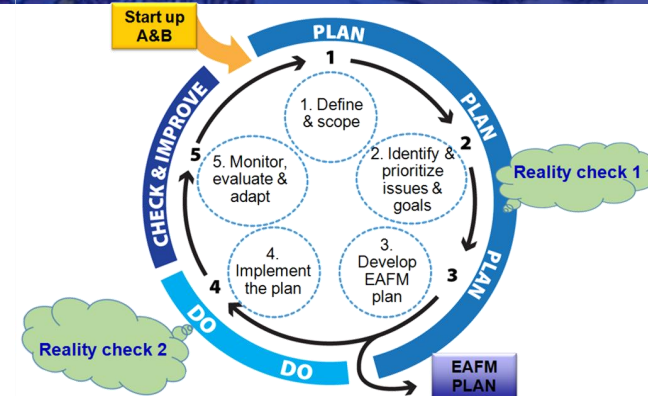 Start up
A&B
PLAN
1
1. Define
& scope
PLAN
2
2. Identify &
prioritize
issues &
goals
Reality check 1
PLAN
3
3.
Develop
EAFM
plan
EAFM
PLAN
DO
DO
4
4.
Implement
the plan
Reality check 2
CHECK & IMPROVE
5
5. Monitor,
evaluate &
adapt